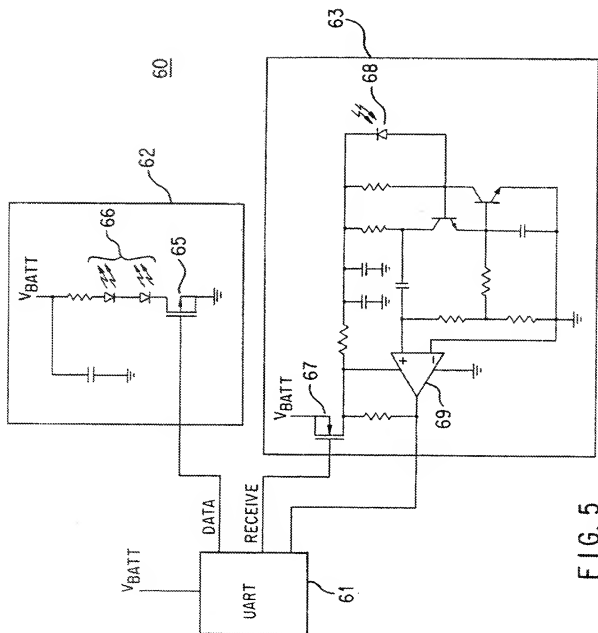 60
62
66
65
VBATT
63
68
67
VBATT
+
−
69
DATA
RECEIVE
VBATT
UART
61
FIG. 5